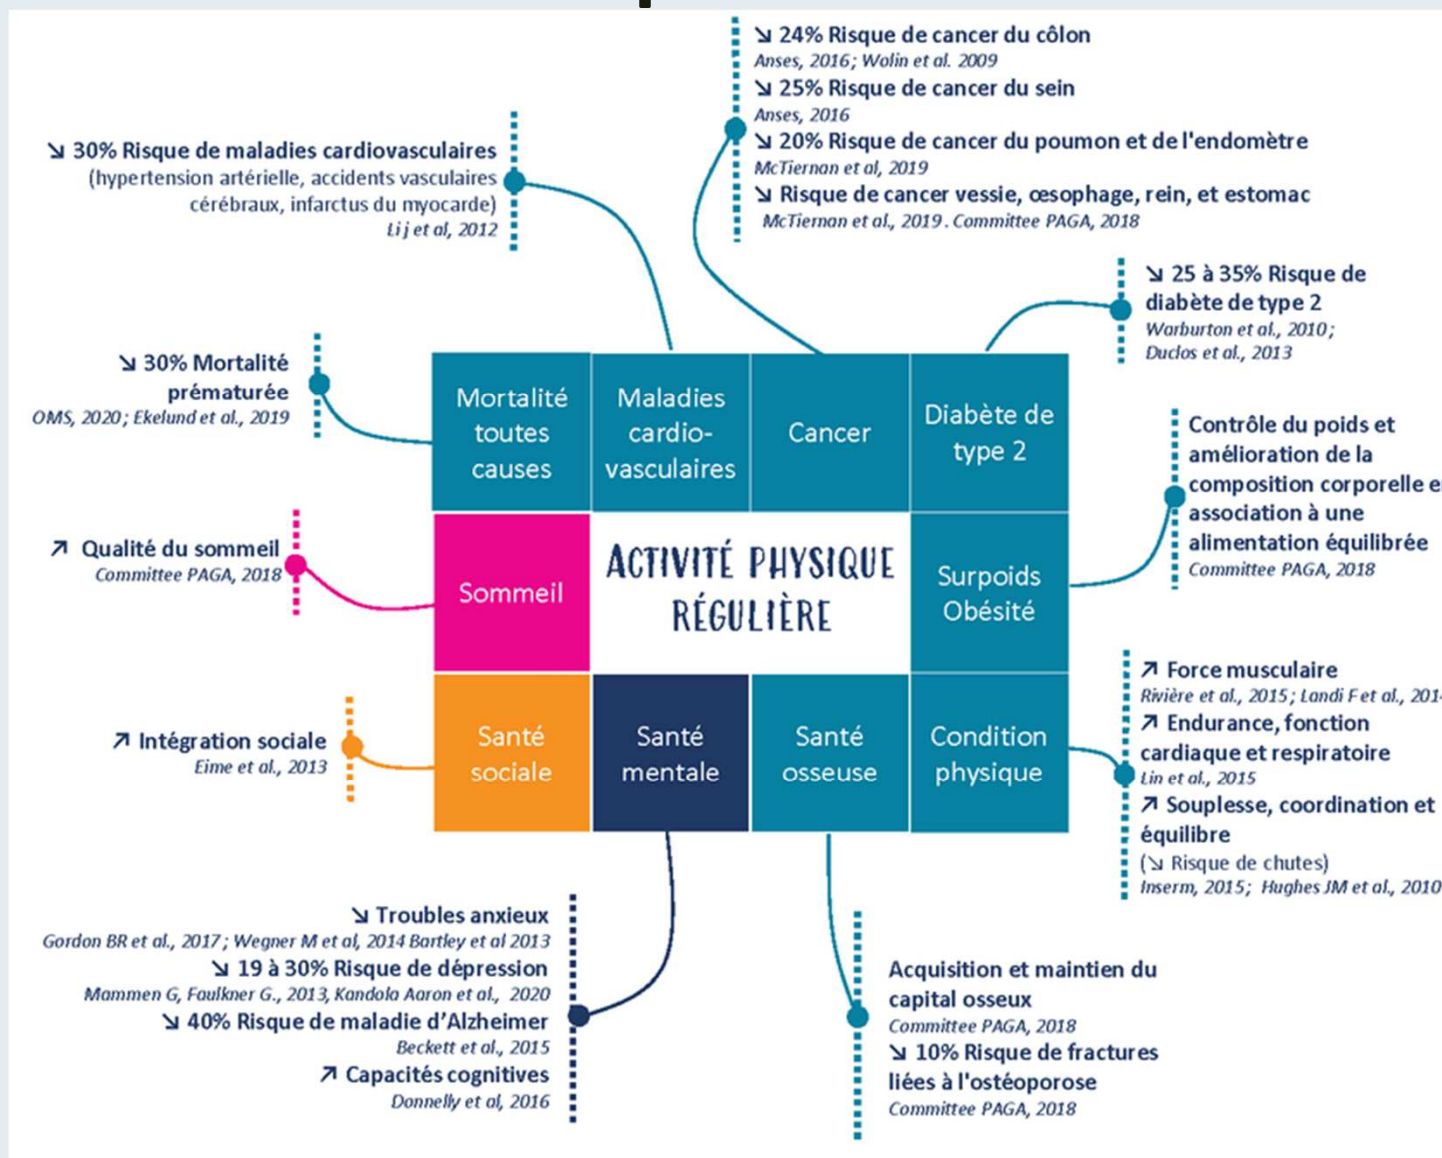 ↘ 24% Risque de cancer du côlon
Anses, 2016; Wolin et al. 2009
↘ 25% Risque de cancer du sein
Anses, 2016
↘ 20% Risque de cancer du poumon et de l'endomètre
McTiernan et al, 2019
↘ Risque de cancer vessie, œsophage, rein, et estomac
McTiernan et al., 2019. Committee PAGA, 2018
↘ 30% Risque de maladies cardiovasculaires
(hypertension artérielle, accidents vasculaires
cérébraux, infarctus du myocarde)
Li j et al, 2012
↘ 25 à 35% Risque de
diabète de type 2
Warburton et al., 2010;
Duclos et al., 2013
↘ 30% Mortalité
prématurée
OMS, 2020; Ekelund et al., 2019
Mortalité
toutes
causes
Maladies
cardio-
vasculaires
Cancer
Diabète de
type 2
Contrôle du poids et
amélioration de la
composition corporelle
association à une
alimentation équilibrée
Committee PAGA, 2018
↗ Qualité du sommeil
Committee PAGA, 2018
Sommeil
ACTIVITÉ PHYSIQUE
RÉGULIÈRE
Surpoids
Obésité
↗ Intégration sociale
Eime et al., 2013
Santé
sociale
Santé
mentale
Santé
osseuse
Condition
physique
↗ Force musculaire
Rivière et al., 2015; Landi F et al.,
↗ Endurance, fonction
cardiaque et respiratoire
Lin et al., 2015
↗ Souplesse, coordination et
équilibre
(↘ Risque de chutes)
Inserm, 2015; Hughes JM et al., 2010
↘ Troubles anxieux
Gordon BR et al., 2017; Wegner M et al, 2014 Bartley et al 2013
↘ 19 à 30% Risque de dépression
Mammen G, Faulkner G., 2013, Kandola Aaron et al., 2020
↘ 40% Risque de maladie d'Alzheimer
Beckett et al., 2015
↗ Capacités cognitives
Donnelly et al, 2016
Acquisition et maintien du
capital osseux
Committee PAGA, 2018
↘ 10% Risque de fractures
liées à l'ostéoporose
Committee PAGA, 2018